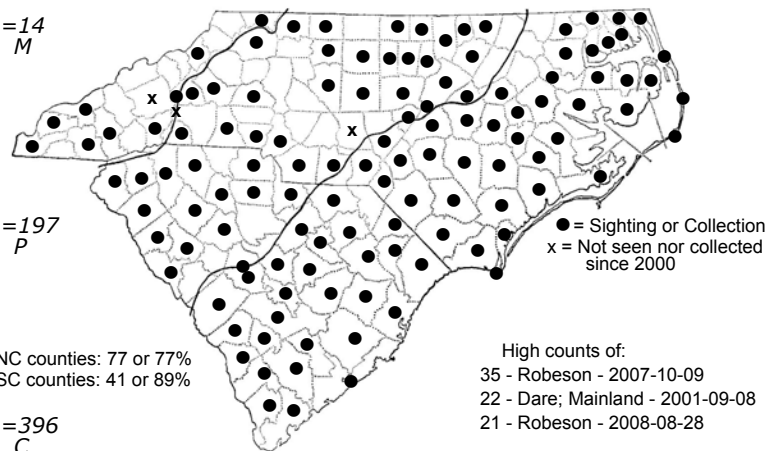 =14
M
=197
P
● = Sighting or Collection
x = Not seen nor collected
since 2000
x
x
x
NC counties: 77 or 77%
SC counties: 41 or 89%
High counts of:
35 - Robeson - 2007-10-09
22 - Dare; Mainland - 2001-09-08
21 - Robeson - 2008-08-28
=396
C